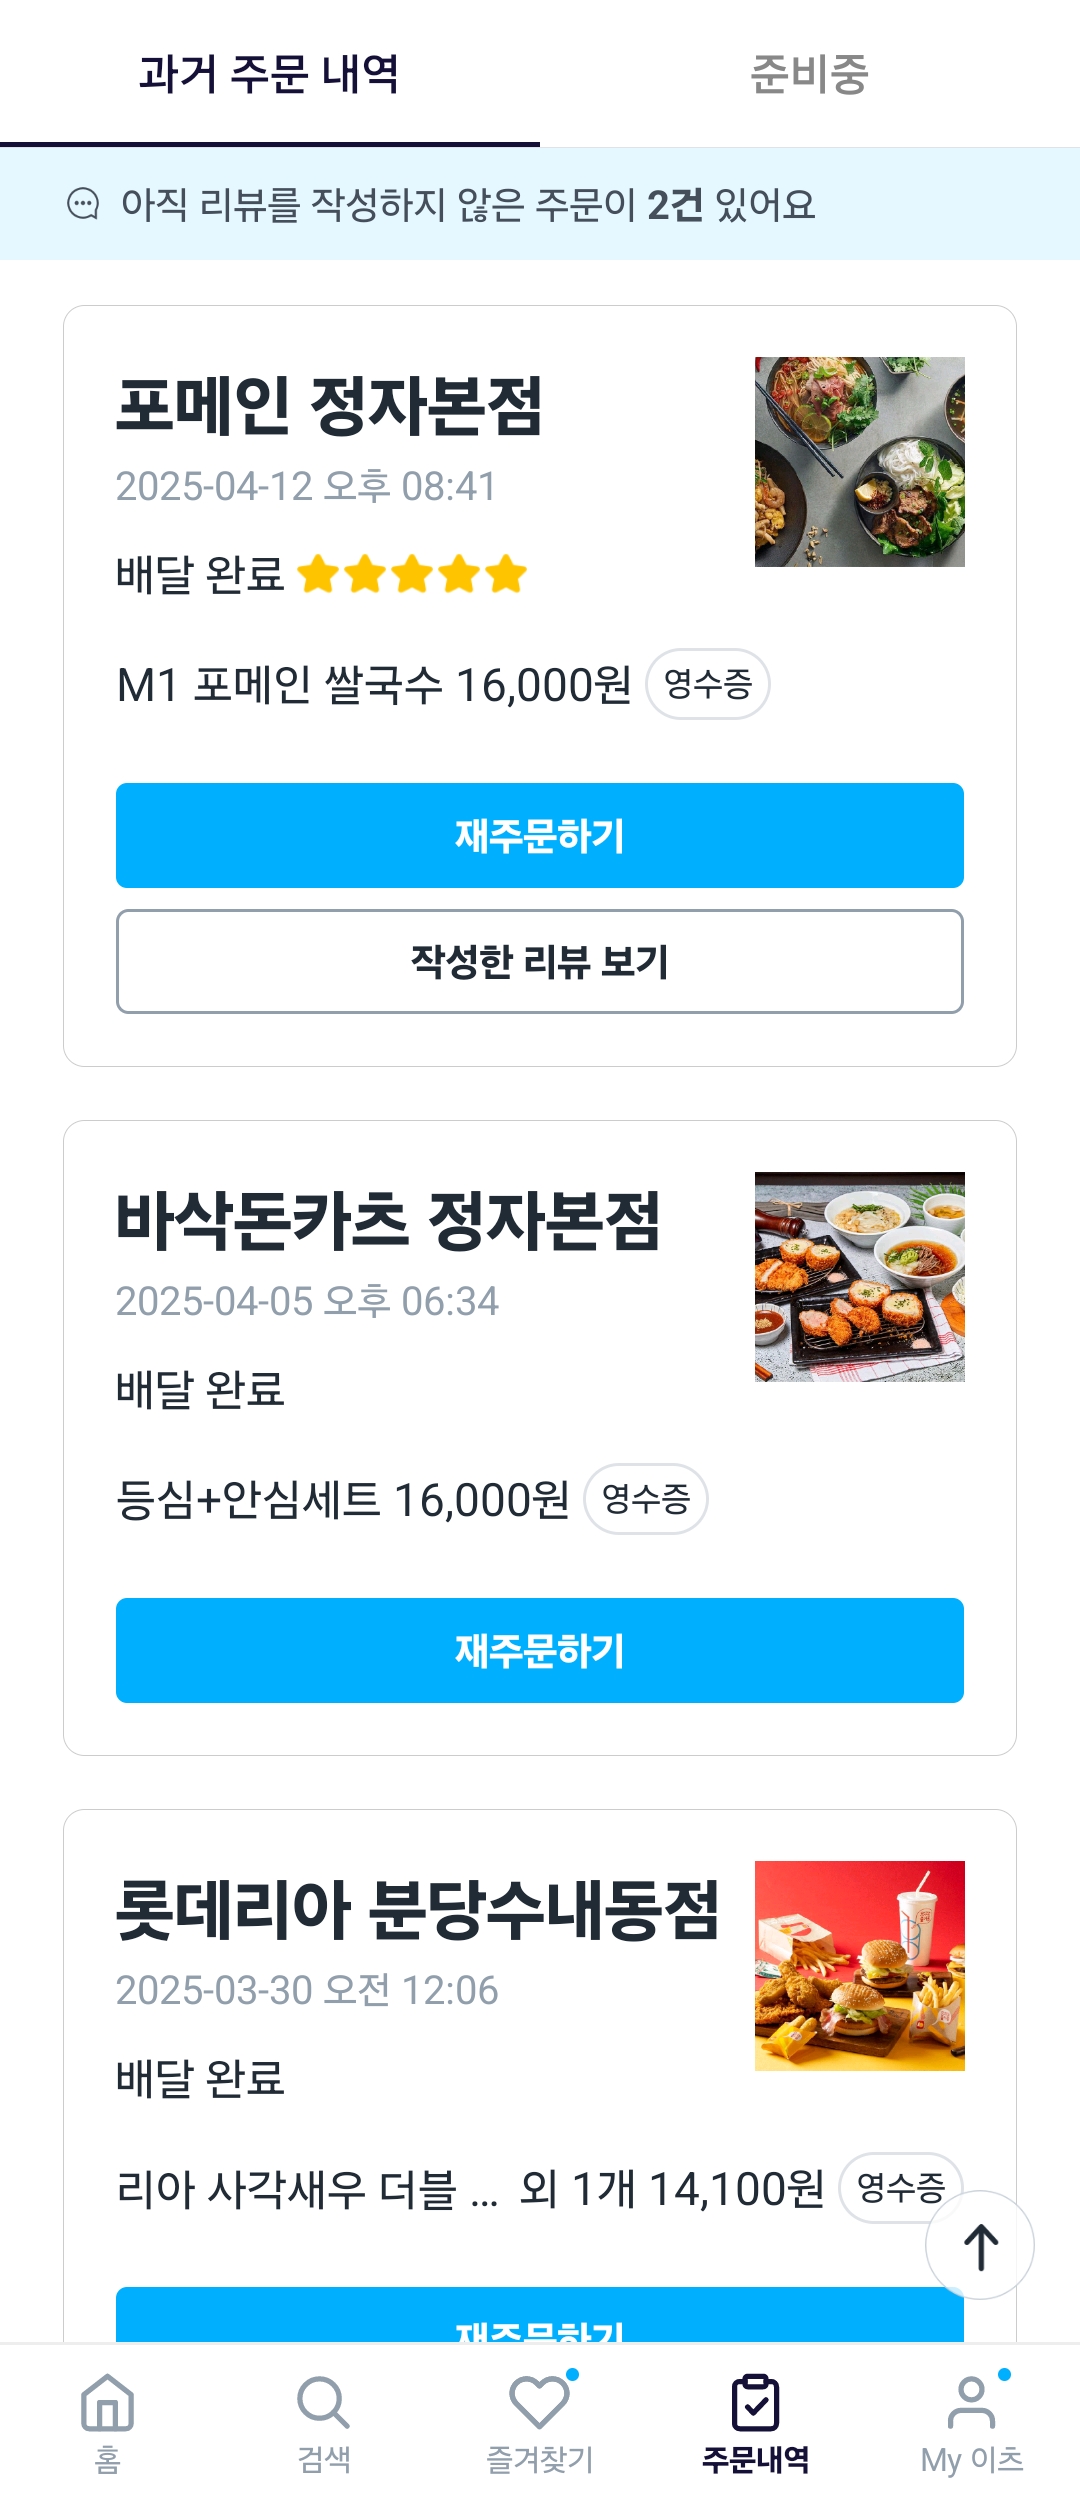 과거 주문 내역
준비중
아직 리뷰를 작성하지 않은 주문이 2건 있어요
포메인 정자본점
2025-04-12 오후 08:41
배달 완료
M1 포메인 쌀국수 16,000원 영수증
재주문하기
작성한 리뷰 보기
바삭돈카츠 정자본점
2025-04-05 오후 06:34
배달 완료
등심+안심세트 16,000원 영수증
재주문하기
롯데리아 분당수내동점
2025-03-30 오전 12:06
배달 완료
리아 사각새우 더블 ... 외 1개 14,100원 영수증
재주문하기
홈
검색
즐겨찾기
주문내역
My 이츠